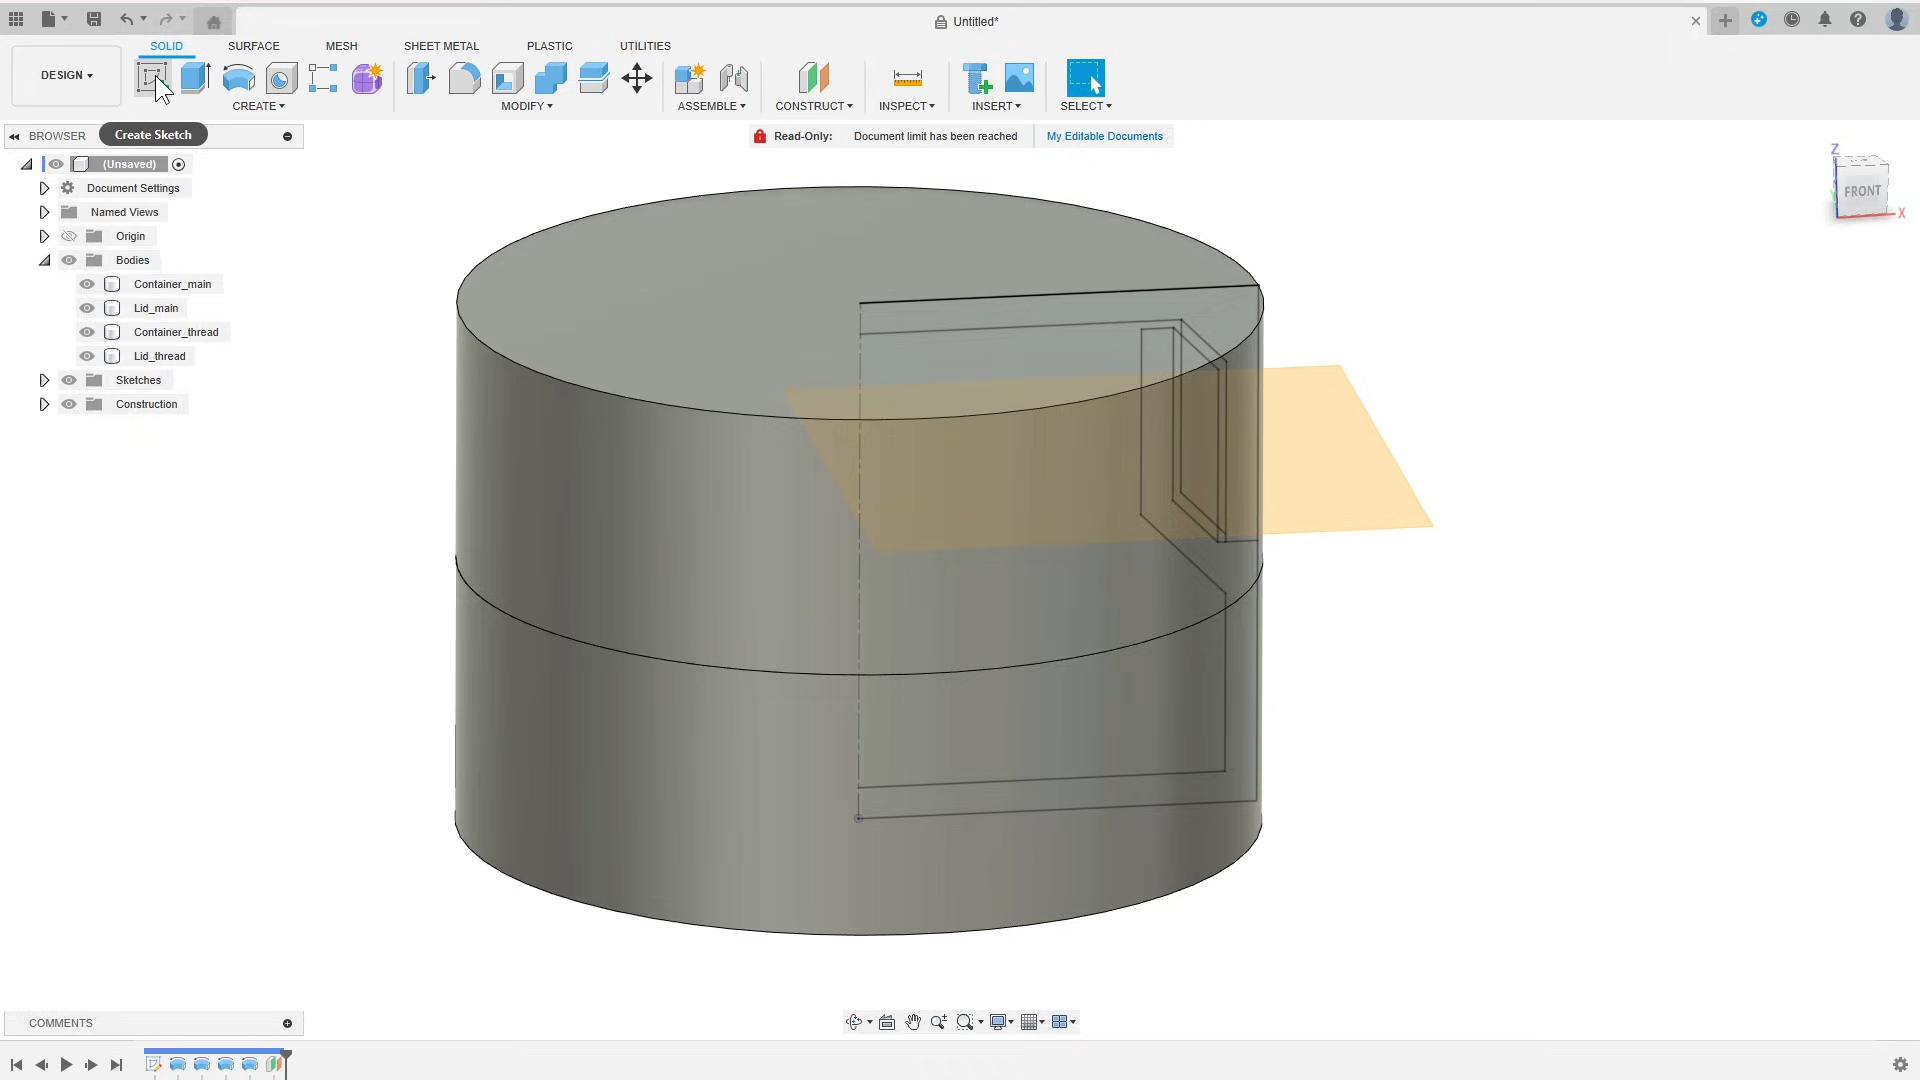 Untitled*
DESIGN
SOLID
SURFACE
MESH
SHEET METAL
PLASTIC
UTILITIES
CREATE
MODIFY
ASSEMBLE
CONSTRUCT
INSPECT
INSERT
SELECT
BROWSER
Create Sketch
Read-Only: Document limit has been reached My Editable Documents
(Unsaved)
Document Settings
Named Views
Origin
Bodies
Container_main
Lid_main
Container_thread
Lid_thread
Sketches
Construction
Z
FRONT
X
COMMENTS